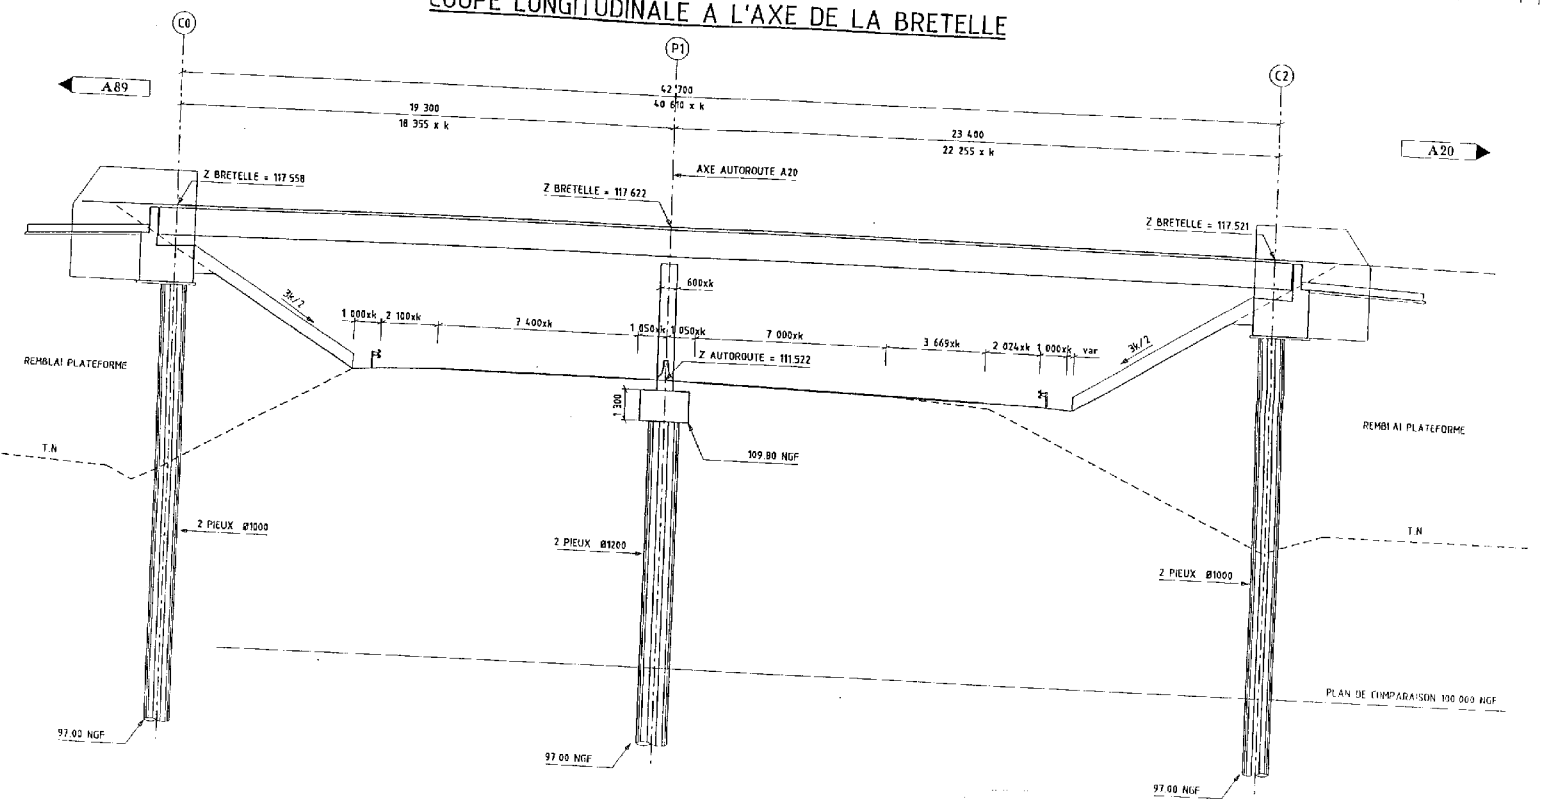 COUPE LONGITUDINALE A L'AXE DE LA BRETELLE
C0
P1
C2
A89
42 700
40 610 x k
19 300
18 355 x k
23 400
22 255 x k
A20
AXE AUTOROUTE A20
Z BRETELLE = 117 558
Z BRETELLE = 117.622
Z BRETELLE = 117.521
600xk
3k/2
1 000xk
2 100xk
7 400xk
1 050xk
1 050xk
7 000xk
3 669xk
2 024xk
1 000xk
var
3k/2
Z AUTOROUTE = 111.522
REMBLAI PLATEFORME
1 300
REMBLAI PLATEFORME
T.N
109.80 NGF
2 PIEUX Ø1000
2 PIEUX Ø1200
T.N
2 PIEUX Ø1000
PLAN DE COMPARAISON 100 000 NGF
97.00 NGF
97 00 NGF
97.00 NGF